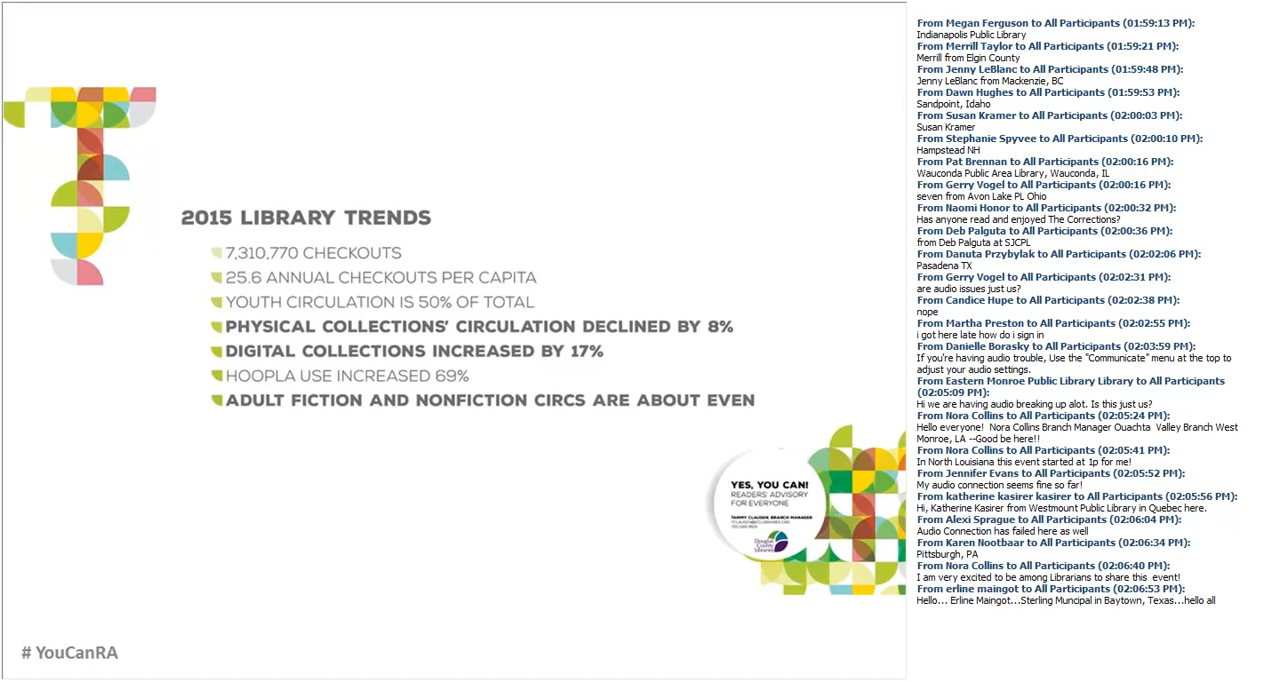 2015 LIBRARY TRENDS
7,310,770 CHECKOUTS
25.6 ANNUAL CHECKOUTS PER CAPITA
YOUTH CIRCULATION IS 50% OF TOTAL
PHYSICAL COLLECTIONS' CIRCULATION DECLINED BY 8%
DIGITAL COLLECTIONS INCREASED BY 17%
HOOPLA USE INCREASED 69%
ADULT FICTION AND NONFICTION CIRCS ARE ABOUT EVEN
YES, YOU CAN!
READERS' ADVISORY
FOR EVERYONE
TAMMY CLAUSEN, BRANCH MANAGER
Douglas
County
Libraries
# YouCanRA
From Megan Ferguson to All Participants (01:59:13 PM):
Indianapolis Public Library
From Merrill Taylor to All Participants (01:59:21 PM):
Merrill from Elgin County
From Jenny LeBlanc to All Participants (01:59:48 PM):
Jenny LeBlanc from Mackenzie, BC
From Dawn Hughes to All Participants (01:59:53 PM):
Sandpoint, Idaho
From Susan Kramer to All Participants (02:00:03 PM):
Susan Kramer
From Stephanie Spyvee to All Participants (02:00:10 PM):
Hampstead NH
From Pat Brennan to All Participants (02:00:16 PM):
Wauconda Public Area Library, Wauconda, IL
From Gerry Vogel to All Participants (02:00:16 PM):
seven from Avon Lake PL Ohio
From Naomi Honor to All Participants (02:00:32 PM):
Has anyone read and enjoyed The Corrections?
From Deb Palguta to All Participants (02:00:36 PM):
from Deb Palguta at SJCPL
From Danuta Przybylak to All Participants (02:02:06 PM):
Pasadena TX
From Gerry Vogel to All Participants (02:02:31 PM):
are audio issues just us?
From Candice Hupe to All Participants (02:02:38 PM):
nope
From Martha Preston to All Participants (02:02:55 PM):
i got here late how do i sign in
From Danielle Borasky to All Participants (02:03:59 PM):
If you're having audio trouble, Use the "Communicate" menu at the top to
adjust your audio settings.
From Eastern Monroe Public Library Library to All Participants
(02:05:09 PM):
Hi we are having audio breaking up alot. Is this just us?
From Nora Collins to All Participants (02:05:24 PM):
Hello everyone! Nora Collins Branch Manager Ouachta Valley Branch West
Monroe, LA --Good be here!!
From Nora Collins to All Participants (02:05:41 PM):
In North Louisiana this event started at 1p for me!
From Jennifer Evans to All Participants (02:05:52 PM):
My audio connection seems fine so far!
From katherine kasirer kasirer to All Participants (02:05:56 PM):
Hi, Katherine Kasirer from Westmount Public Library in Quebec here.
From Alexi Sprague to All Participants (02:06:04 PM):
Audio Connection has failed here as well
From Karen Nootbaar to All Participants (02:06:34 PM):
Pittsburgh, PA
From Nora Collins to All Participants (02:06:40 PM):
I am very excited to be among Librarians to share this event!
From erline maingot to All Participants (02:06:53 PM):
Hello... Erline Maingot...Sterling Muncipal in Baytown, Texas...hello all